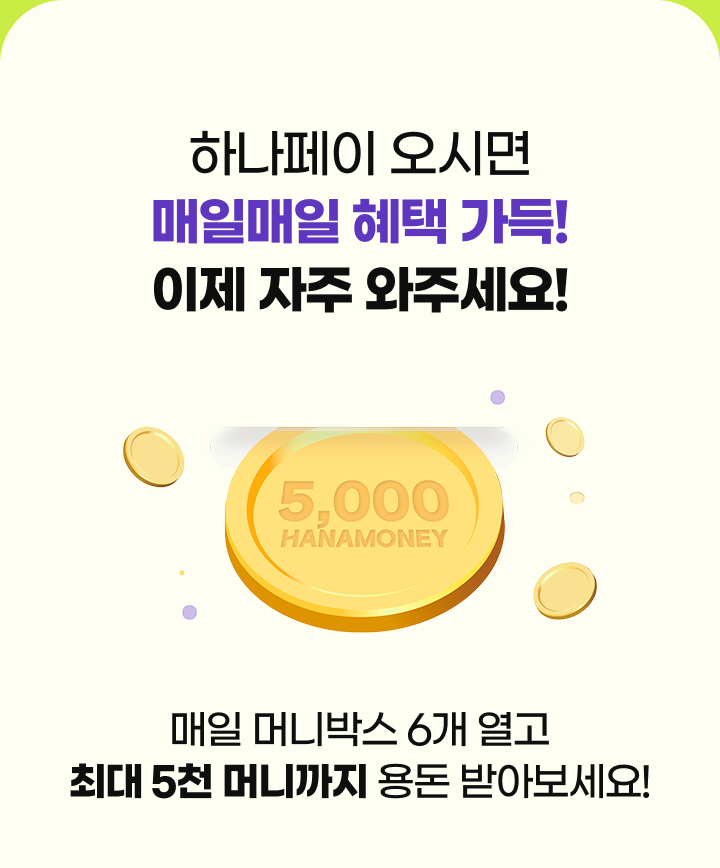 하나페이 오시면
매일매일 혜택 가득!
이제 자주 와주세요!
5,000
HANAMONEY
매일 머니박스 6개 열고
최대 5천 머니까지 용돈 받아보세요!